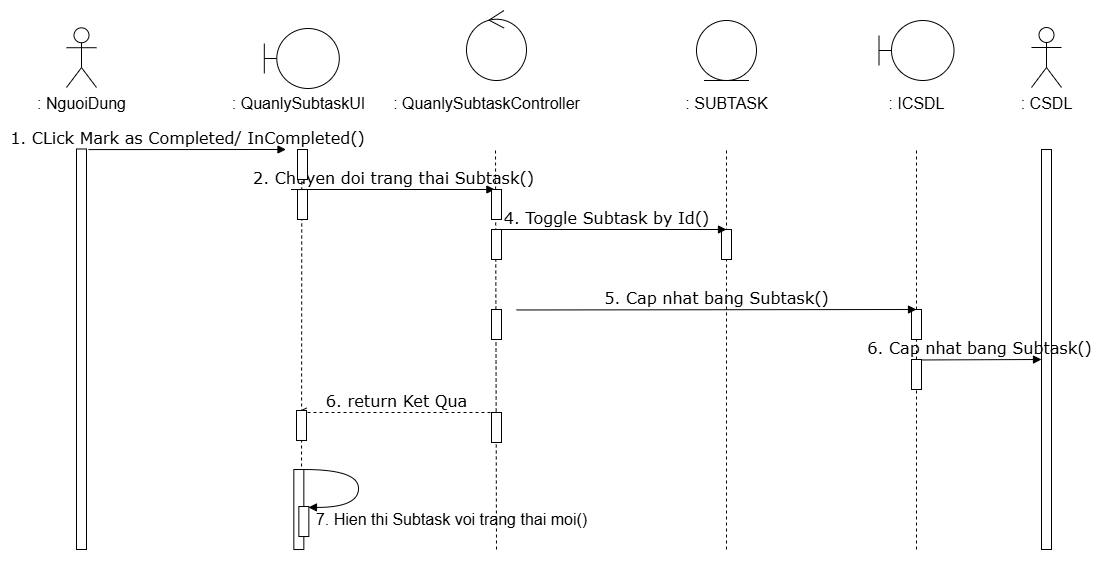 : NguoiDung
: QuanlySubtaskUI
: QuanlySubtaskController
: SUBTASK
: ICSDL
: CSDL
1. CLick Mark as Completed/ InCompleted()
2. Chuyen doi trang thai Subtask()
4. Toggle Subtask by Id()
5. Cap nhat bang Subtask()
6. Cap nhat bang Subtask()
6. return Ket Qua
7. Hien thi Subtask voi trang thai moi()